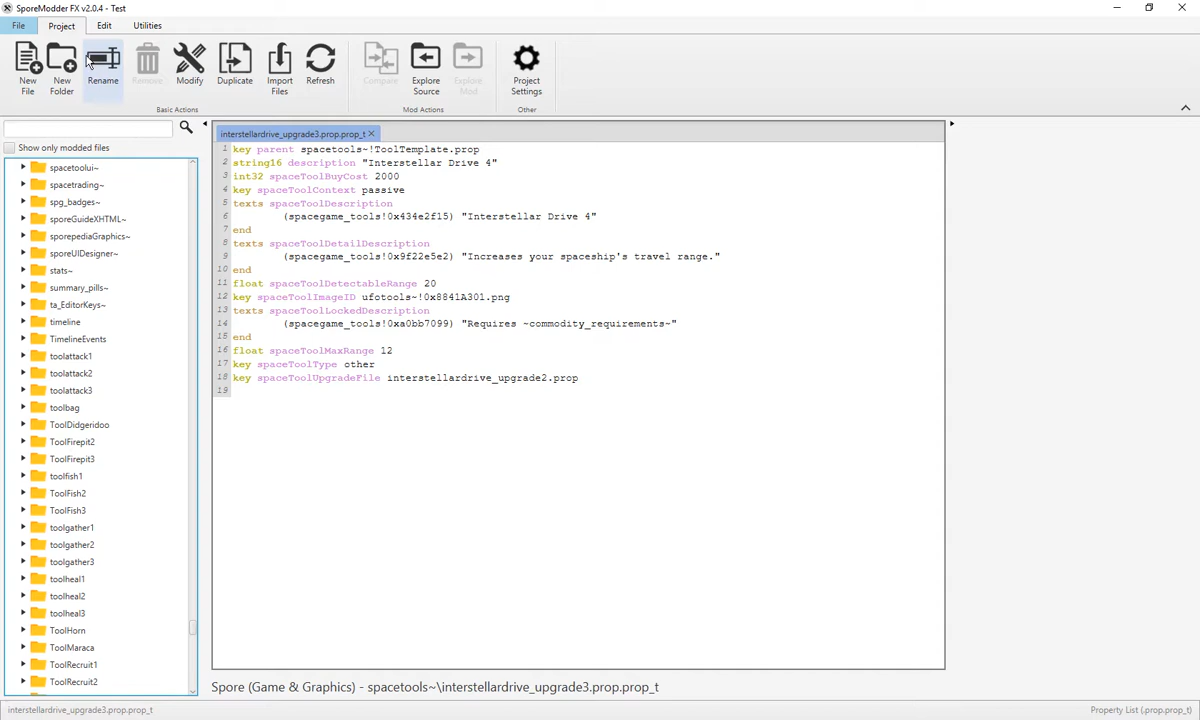 SporeModder FX v2.0.4 - Test
File Project Edit Utilities
New File
New Folder
Rename
Remove
Modify
Duplicate
Import Files
Refresh
Compare
Explore Source
Explore Mod
Project Settings
Basic Actions
Mod Actions
Other
Show only modded files
spacetoolui~
spacetrading~
spg_badges~
sporeGuideXHTML~
sporepediaGraphics~
sporeUIDesigner~
stats~
summary_pills~
ta_EditorKeys~
timeline
TimelineEvents
toolattack1
toolattack2
toolattack3
toolbag
ToolDidgeridoo
ToolFirepit2
ToolFirepit3
toolfish1
ToolFish2
ToolFish3
toolgather1
toolgather2
toolgather3
toolheal1
toolheal2
toolheal3
ToolHorn
ToolMaraca
ToolRecruit1
ToolRecruit2
interstellardrive_upgrade3.prop.prop_t
1 key parent spacetools~!ToolTemplate.prop
2 string16 description "Interstellar Drive 4"
3 int32 spaceToolBuyCost 2000
4 key spaceToolContext passive
5 texts spaceToolDescription
6 (spacegame_tools!0x434e2f15) "Interstellar Drive 4"
7 end
8 texts spaceToolDetailDescription
9 (spacegame_tools!0x9f22e5e2) "Increases your spaceship's travel range."
10 end
11 float spaceToolDetectableRange 20
12 key spaceToolImageID ufotools~!0x8841A301.png
13 texts spaceToolLockedDescription
14 (spacegame_tools!0xa0bb7099) "Requires ~commodity_requirements~"
15 end
16 float spaceToolMaxRange 12
17 key spaceToolType other
18 key spaceToolUpgradeFile interstellardrive_upgrade2.prop
19
Spore (Game & Graphics) - spacetools~\interstellardrive_upgrade3.prop.prop_t
interstellardrive_upgrade3.prop.prop_t
Property List (.prop.prop_t)